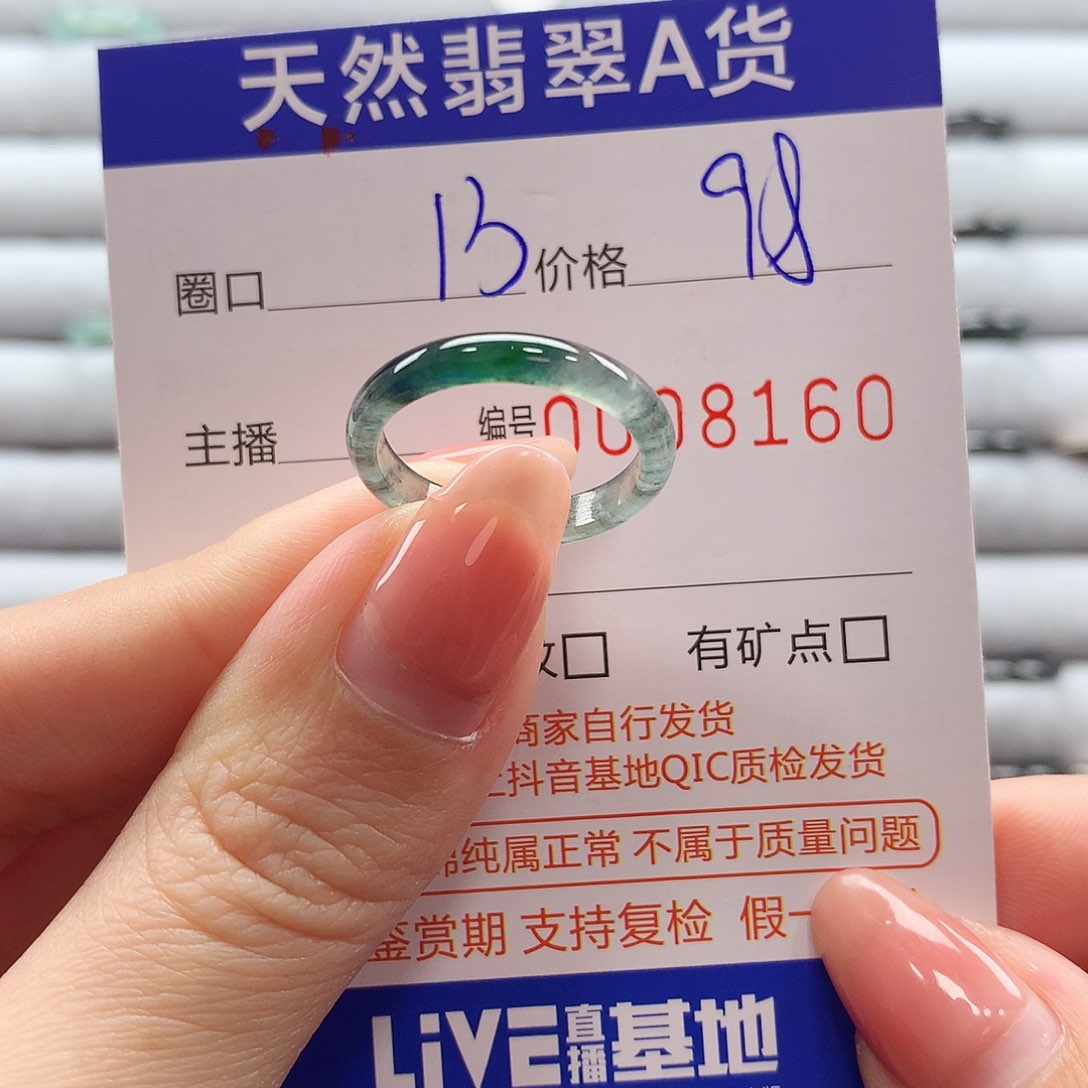 天然翡翠A货
圈口 13 价格 98
主播 编号 0008160
有矿点□
商家自行发货
抖音基地QIC质检发货
纯属正常 不属于质量问题
鉴赏期 支持复检 假一
LiVE直播基地